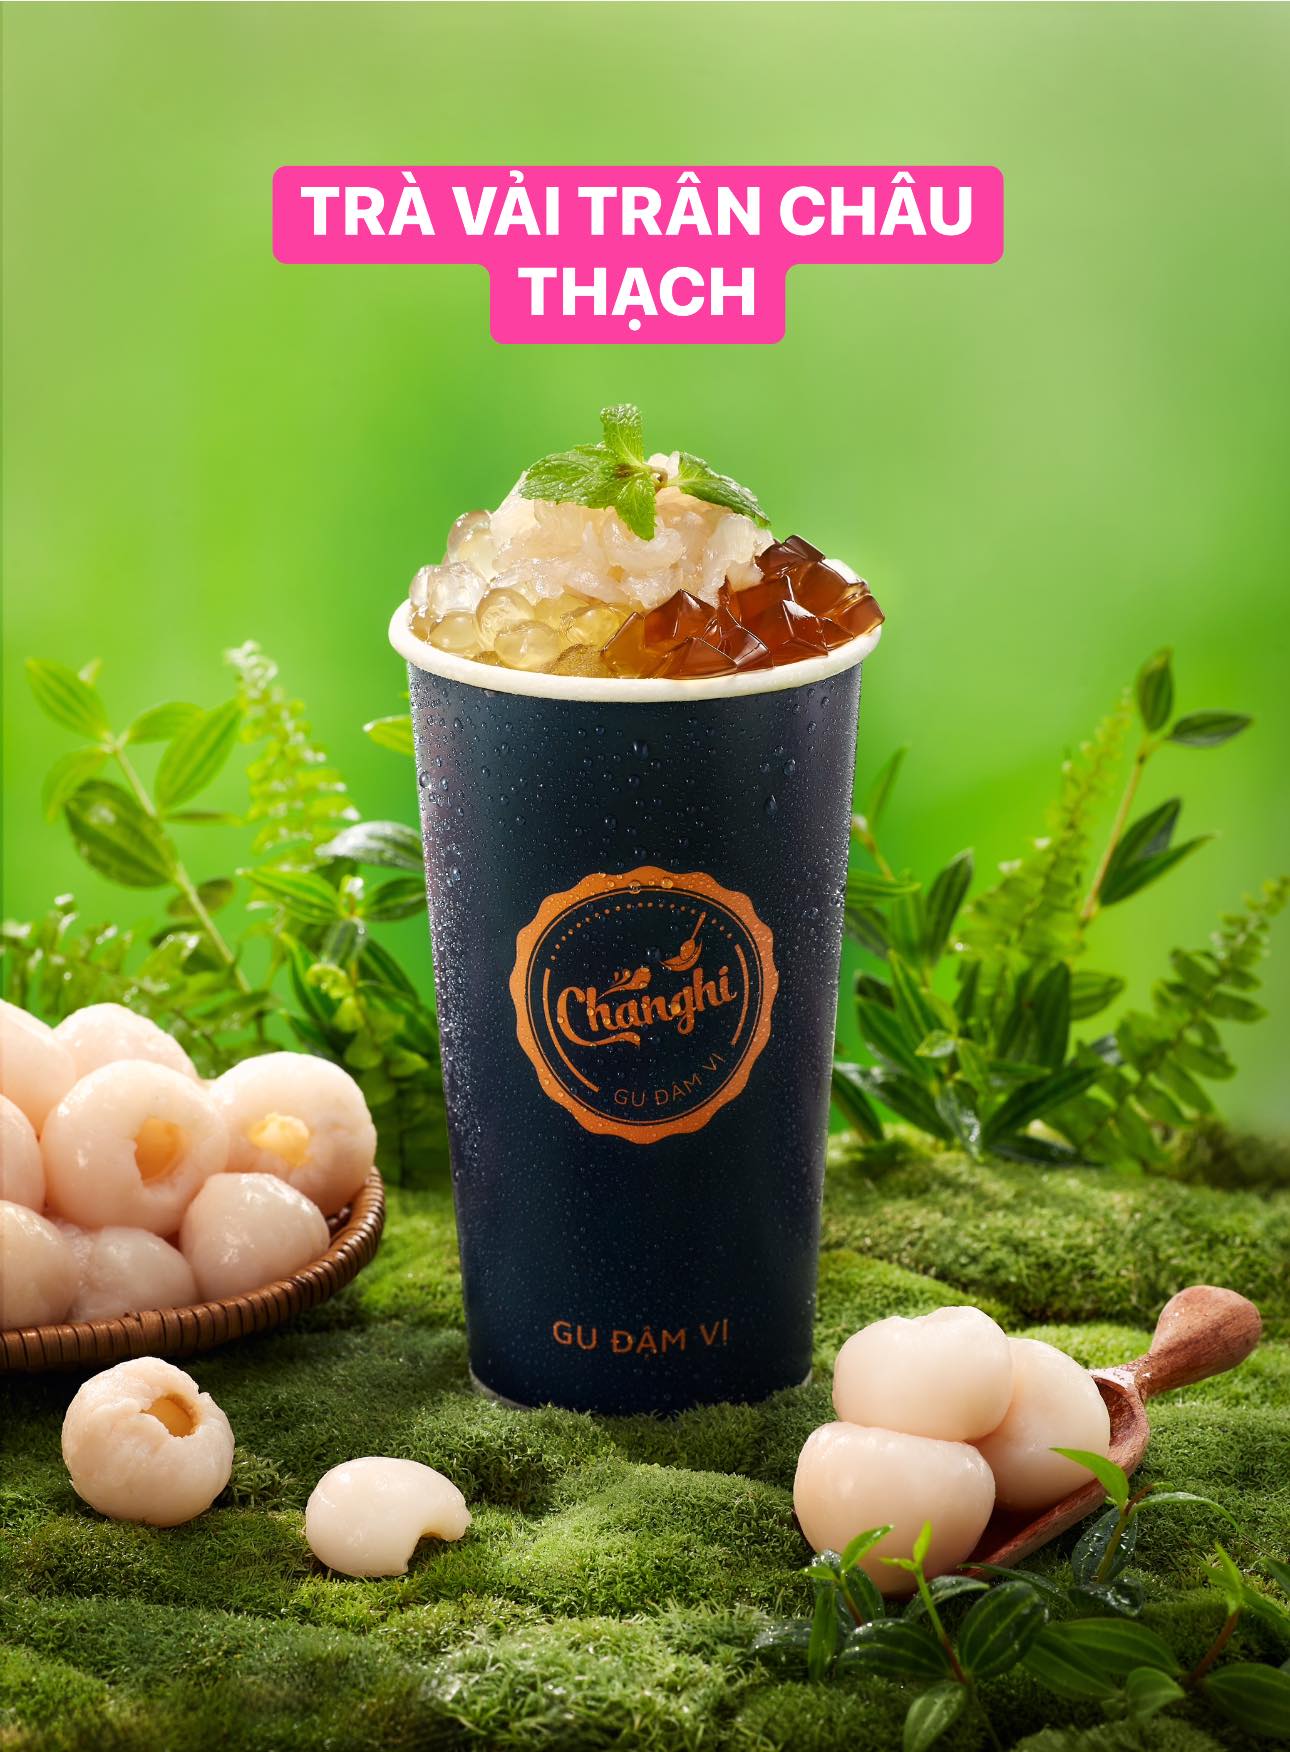 TRÀ VẢI TRÂN CHÂU
THẠCH
Changhi
GU ĐẬM VỊ
GU ĐẬM VỊ